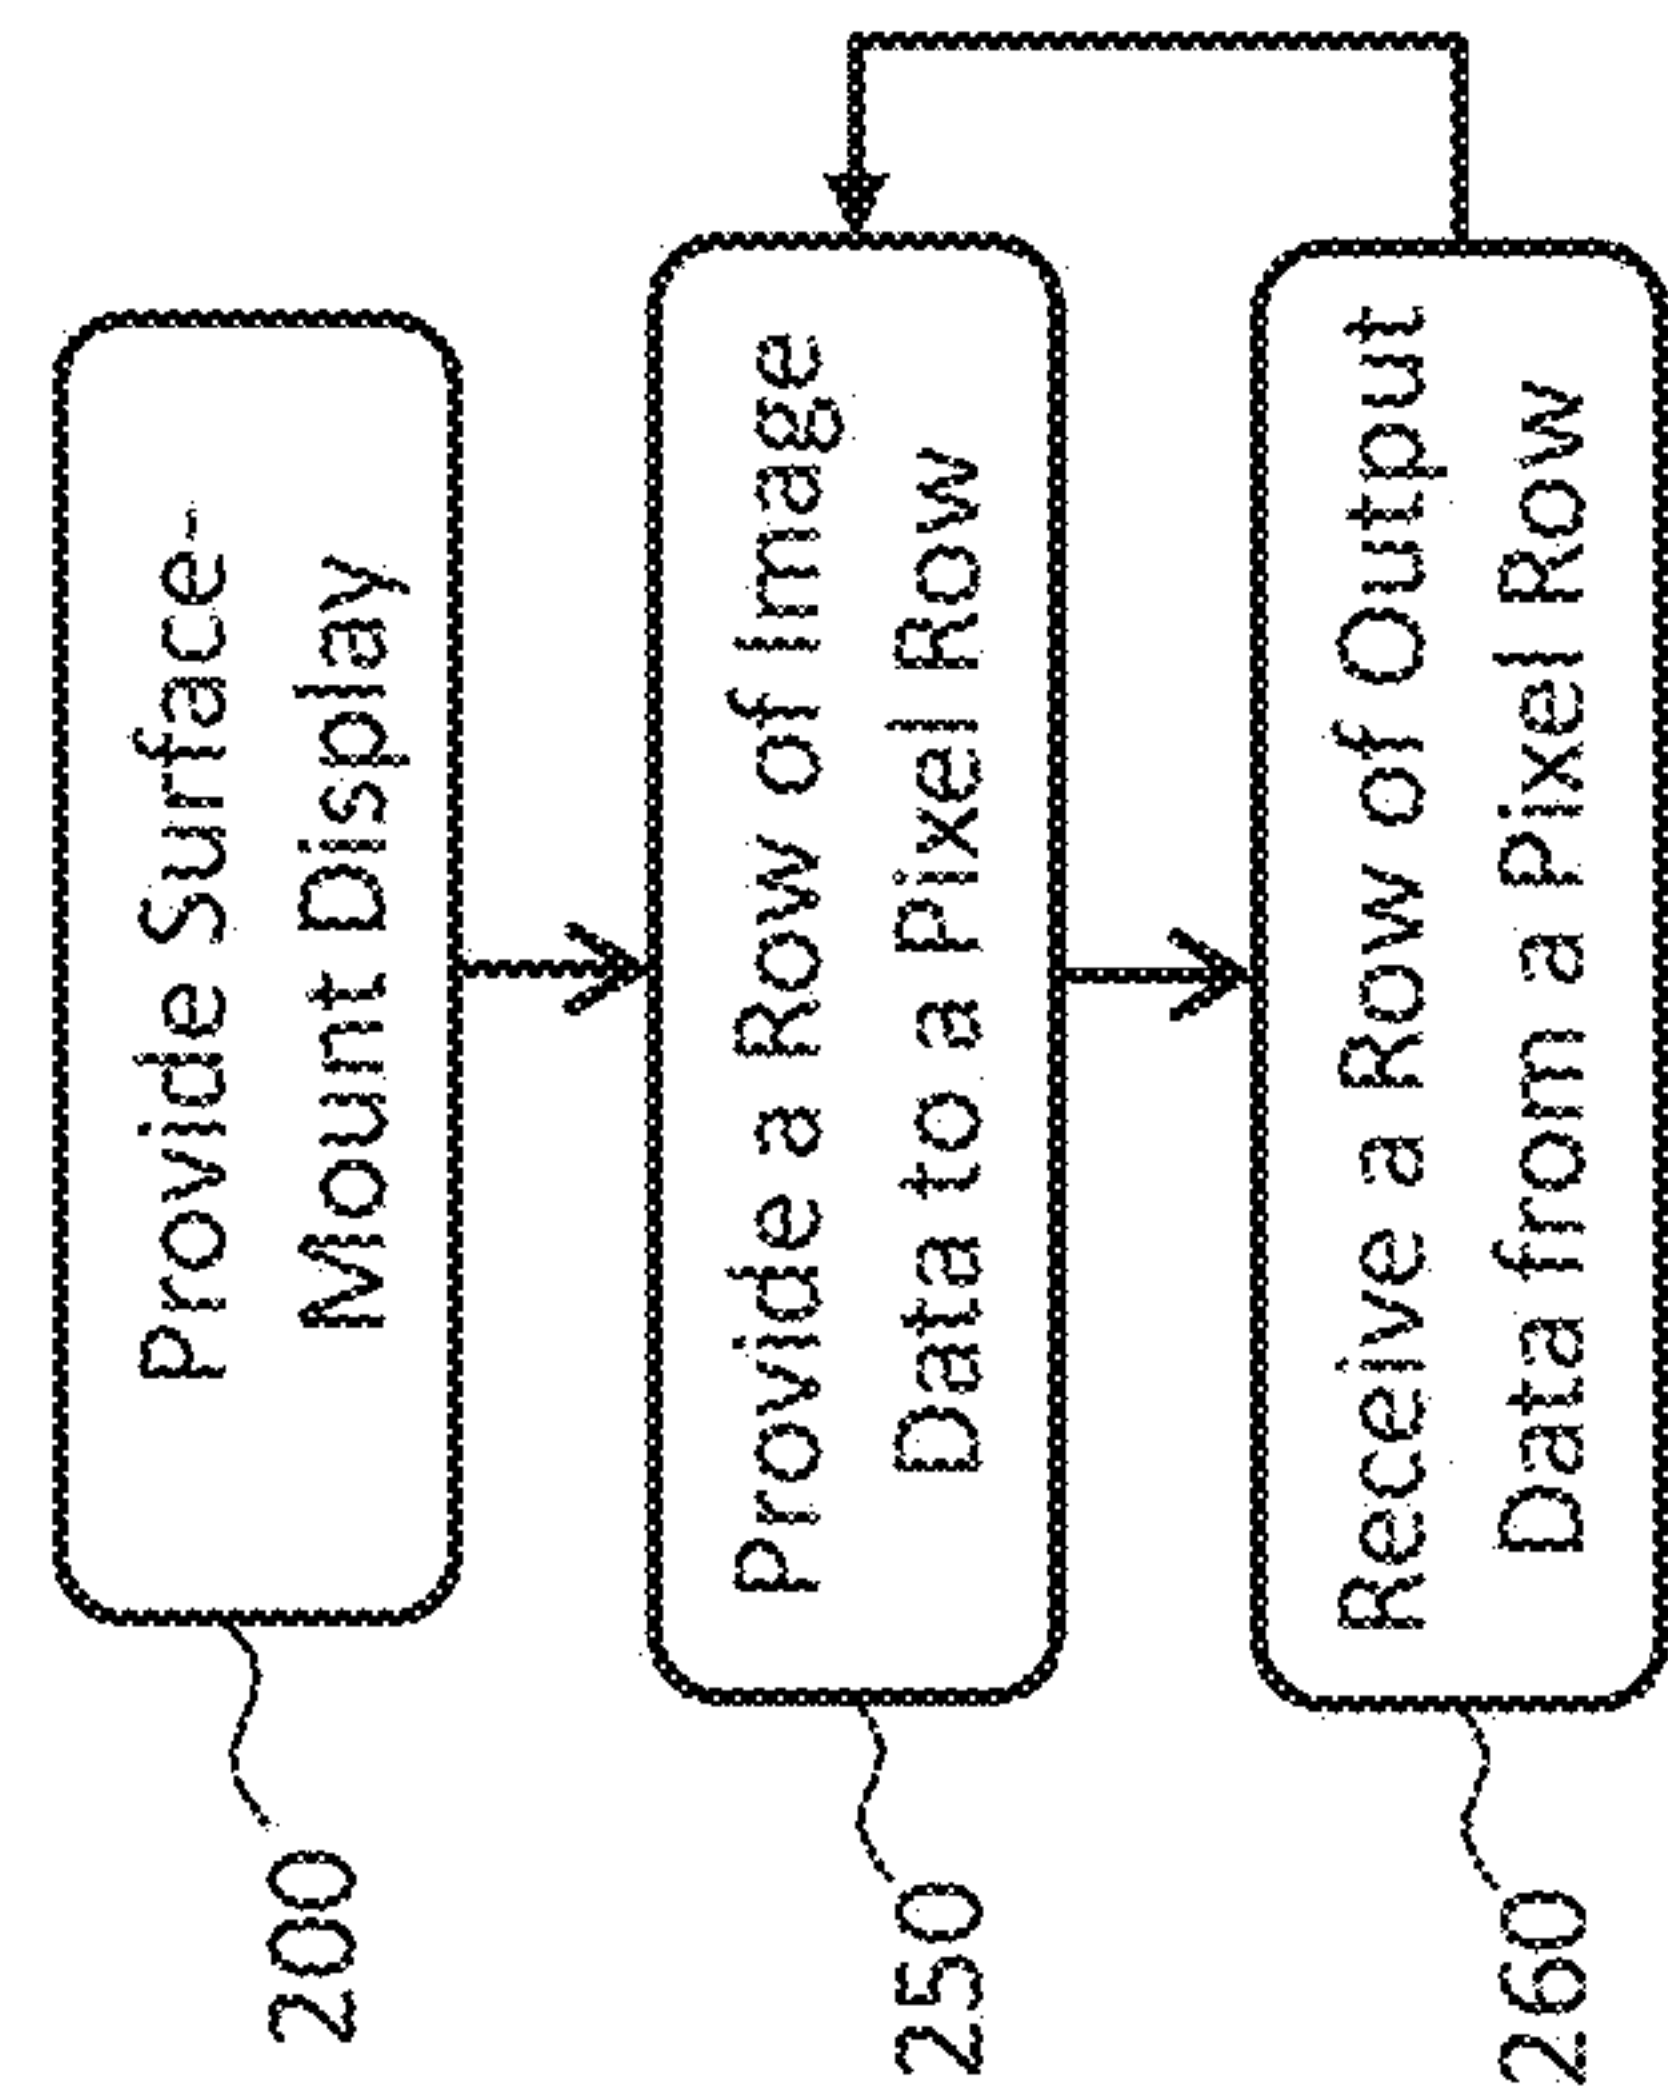 200
Provide Surface-
Mount Display
250
Provide a Row of Image
Data to a Pixel Row
260
Receive a Row of Output
Data from a Pixel Row